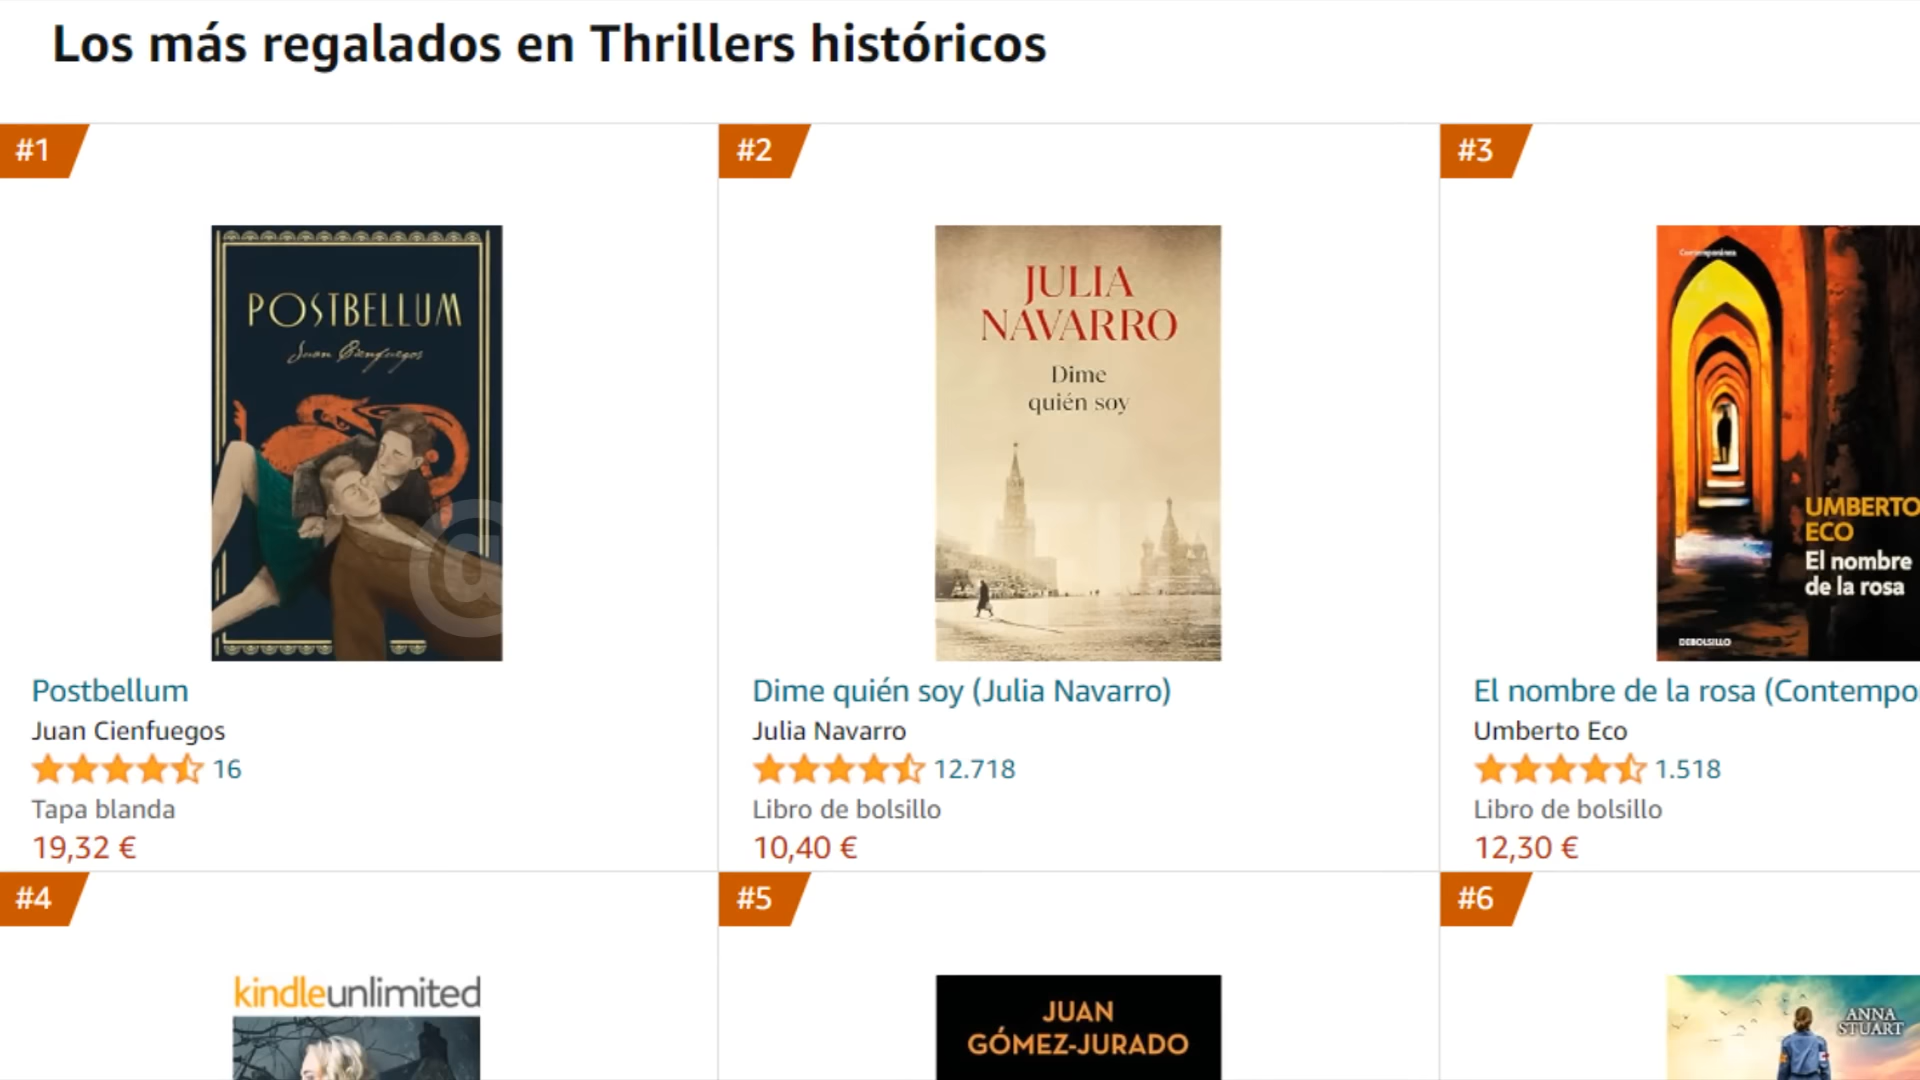 Los más regalados en Thrillers históricos
#1
#2
#3
POSTBELLUM
Juan Cienfuegos
@
JULIA
NAVARRO
Dime
quién soy
Contemporánea
UMBERTO
ECO
El nombre
de la rosa
DEBOLSILLO
Postbellum
Juan Cienfuegos
16
Tapa blanda
19,32 €
Dime quién soy (Julia Navarro)
Julia Navarro
12.718
Libro de bolsillo
10,40 €
El nombre de la rosa (Contempo
Umberto Eco
1.518
Libro de bolsillo
12,30 €
#4
#5
#6
kindleunlimited
JUAN
GÓMEZ-JURADO
ANNA
STUART